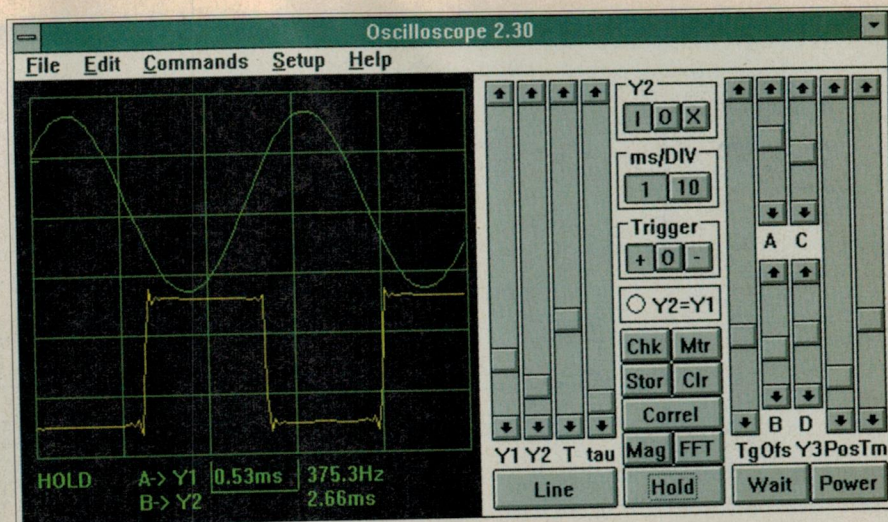 Oscilloscope 2.30
File Edit Commands Setup Help
Y2
I O X
ms/DIV
1 10
Trigger
+ O -
Y2=Y1
Chk Mtr
Stor Clr
Correl
Mag FFT
Hold
Y1 Y2 T tau
Line
A C
B D
TgOfs Y3PosTm
Wait Power
HOLD A-> Y1 0.53ms 375.3Hz
B-> Y2 2.66ms